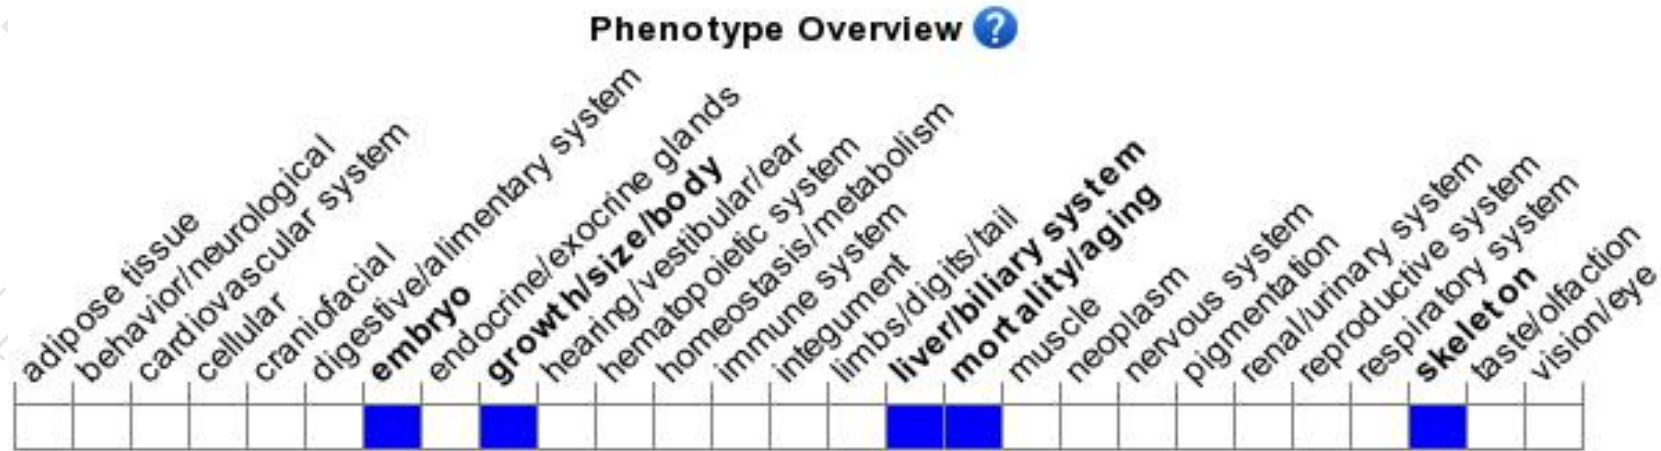 Phenotype Overview ?
adipose tissue
behavior/neurological
cardiovascular system
cellular
craniofacial
digestive/alimentary system
embryo
endocrine/exocrine glands
growth/size/body
hearing/vestibular/ear
hematopoietic system
homeostasis/metabolism
immune system
integument
limbs/digits/tail
liver/biliary system
mortality/aging
muscle
neoplasm
nervous system
pigmentation
renal/urinary system
reproductive system
respiratory system
skeleton
taste/olfaction
vision/eye